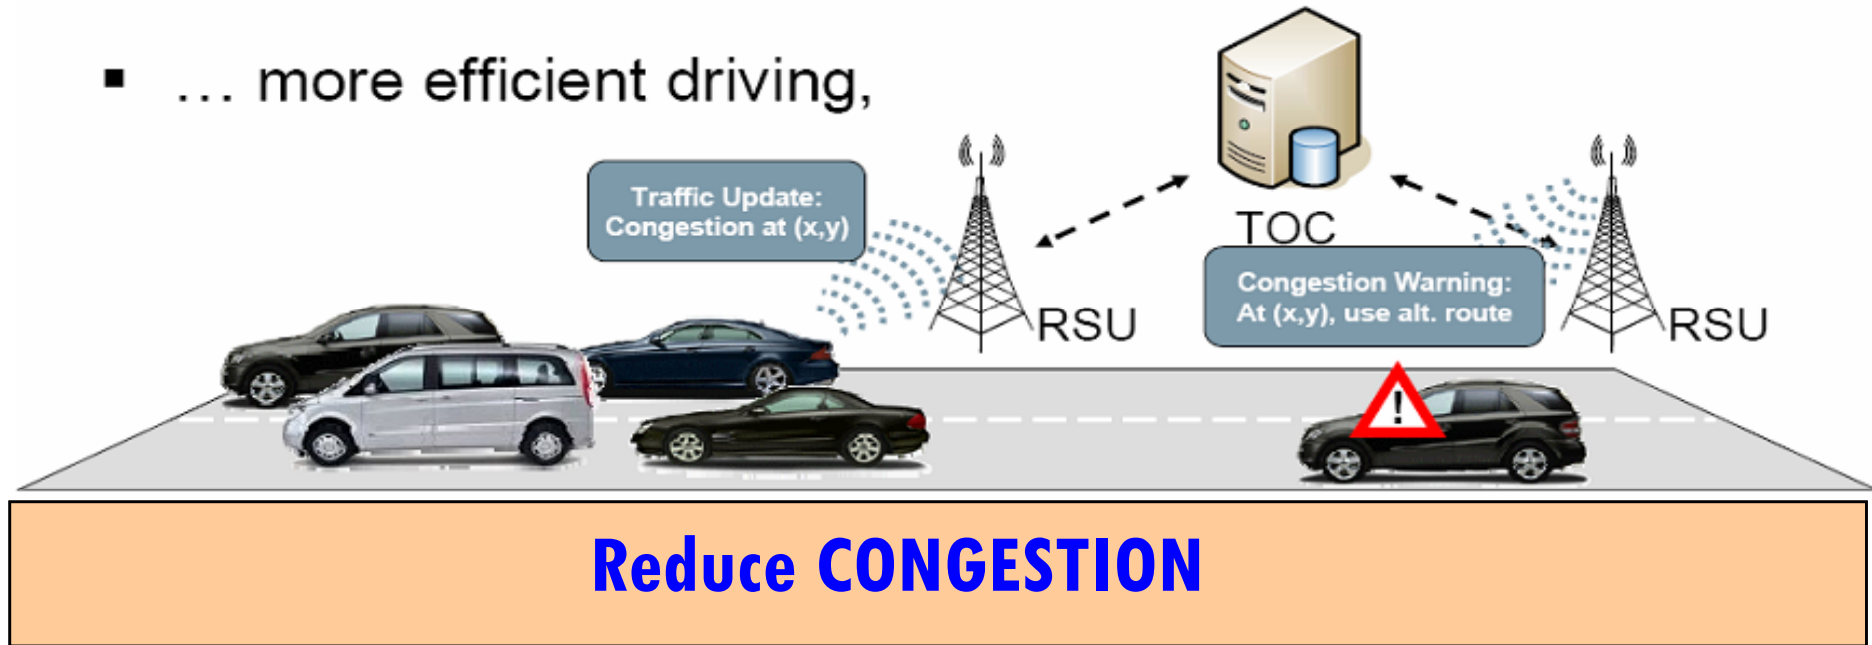 ▪ ... more efficient driving,
Traffic Update:
Congestion at (x,y)
TOC
Congestion Warning:
At (x,y), use alt. route
RSU
RSU
!
Reduce CONGESTION